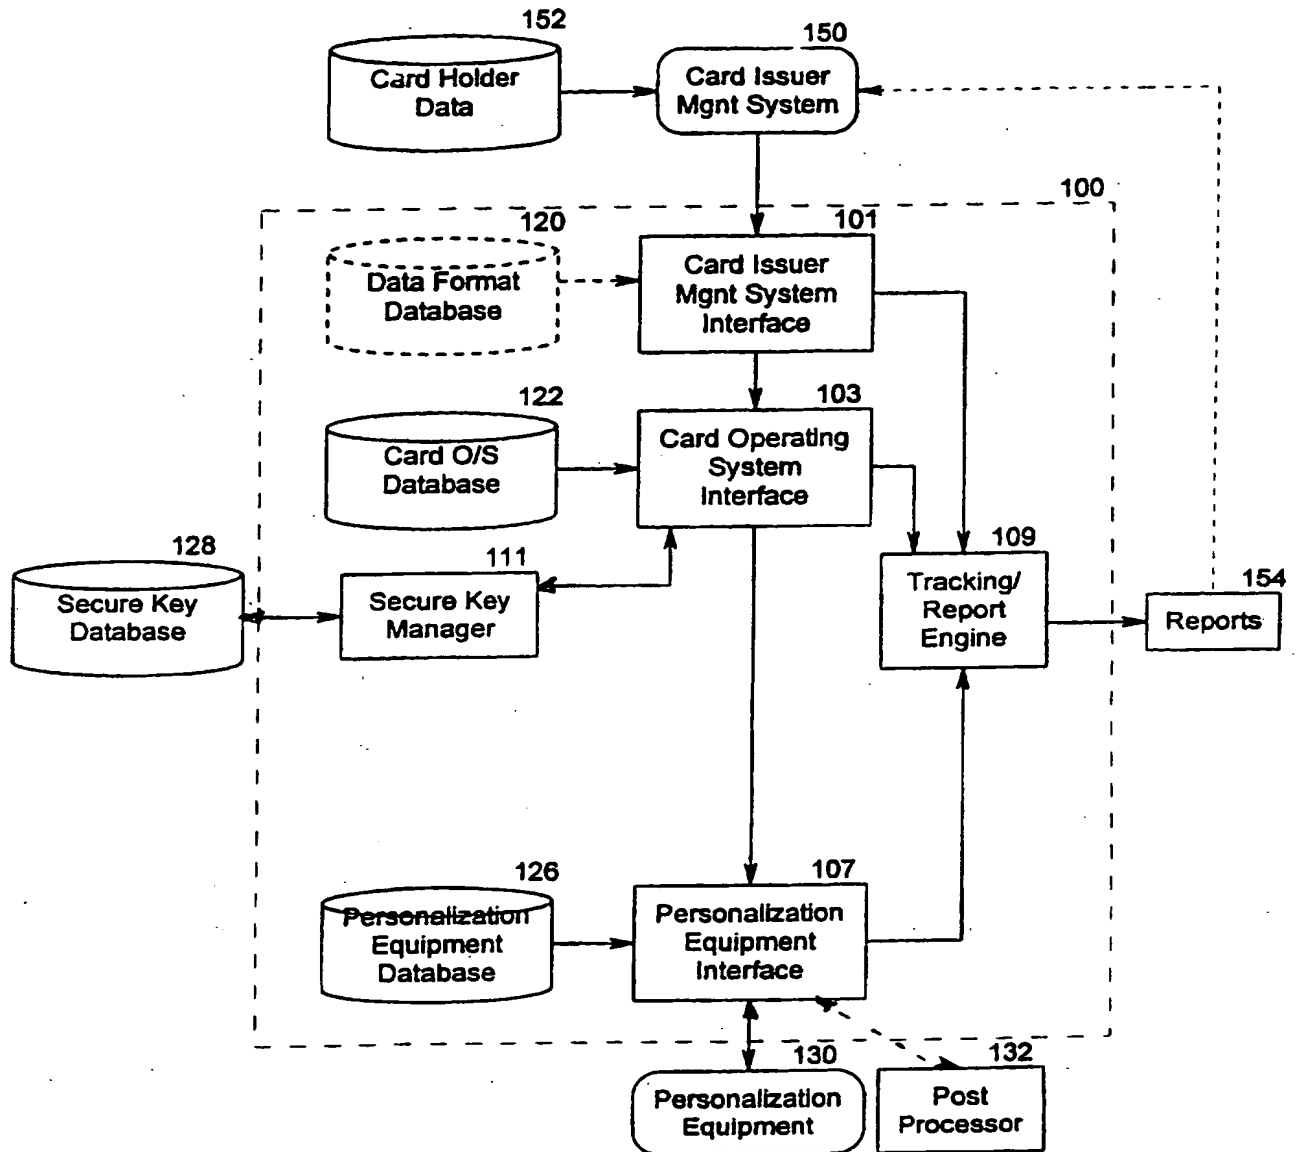 152
Card Holder
Data
150
Card Issuer
Mgnt System
100
120
Data Format
Database
101
Card Issuer
Mgnt System
Interface
122
Card O/S
Database
103
Card Operating
System
Interface
128
Secure Key
Database
111
Secure Key
Manager
109
Tracking/
Report
Engine
154
Reports
126
Personalization
Equipment
Database
107
Personalization
Equipment
Interface
130
Personalization
Equipment
132
Post
Processor